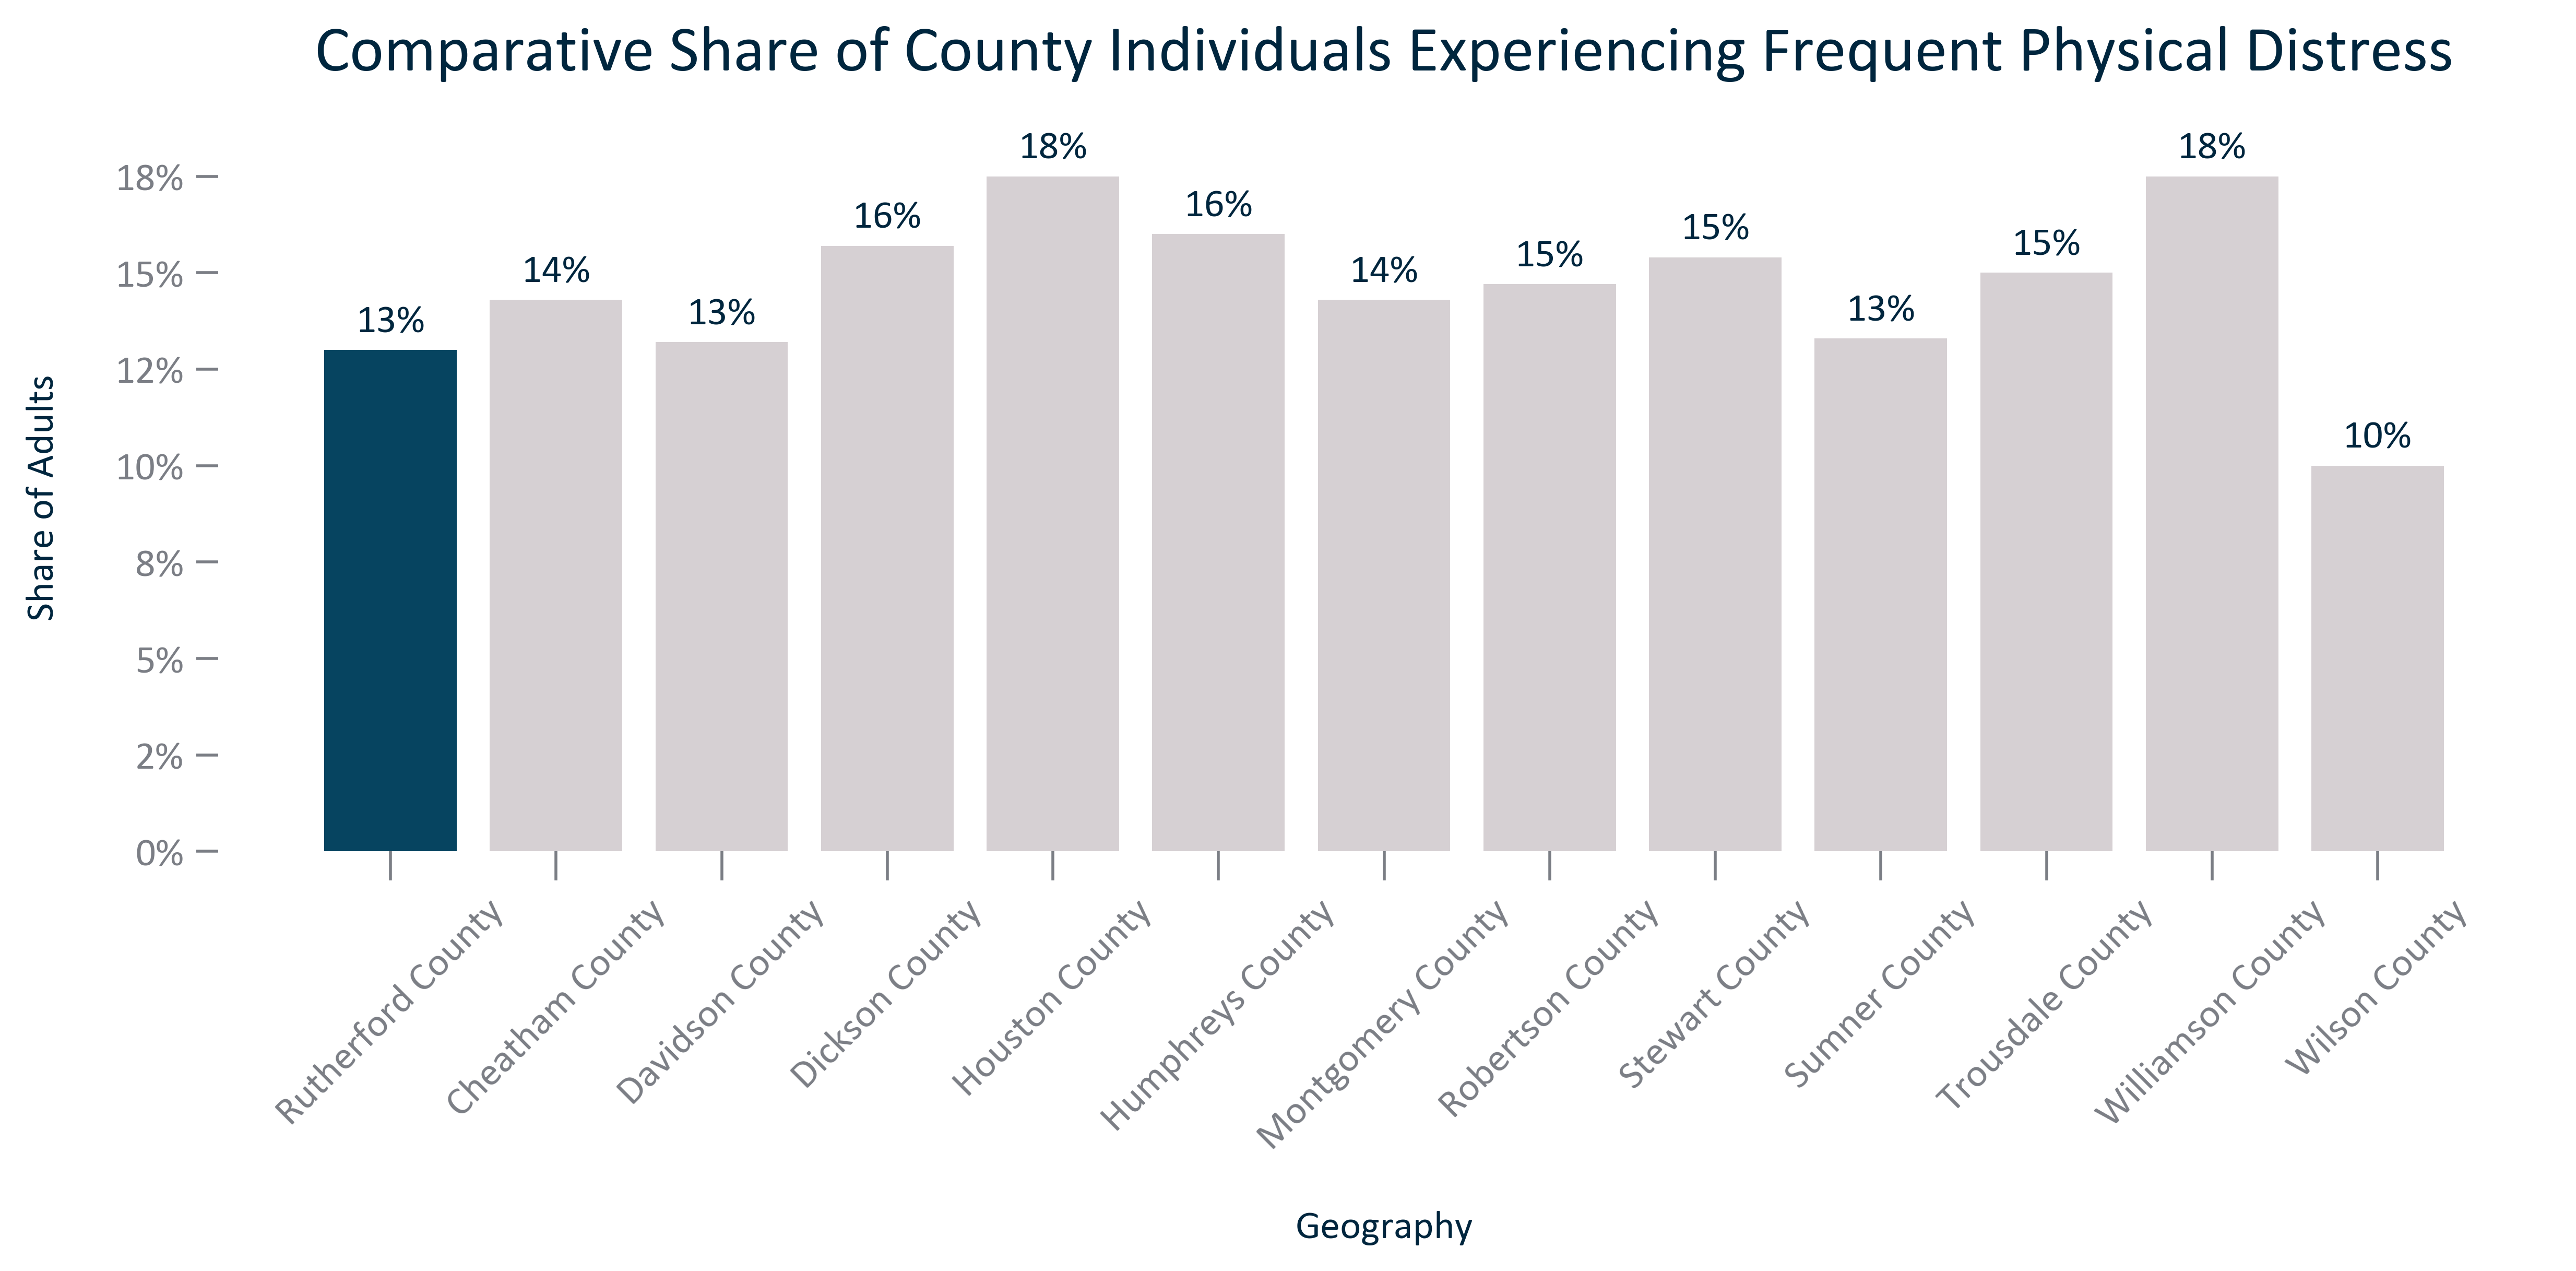 Comparative Share of County Individuals Experiencing Frequent Physical Distress
18%
15%
12%
10%
8%
5%
2%
0%
Share of Adults
13%
14%
13%
16%
18%
16%
14%
15%
15%
13%
15%
18%
10%
Rutherford County
Cheatham County
Davidson County
Dickson County
Houston County
Humphreys County
Montgomery County
Robertson County
Stewart County
Sumner County
Trousdale County
Williamson County
Wilson County
Geography